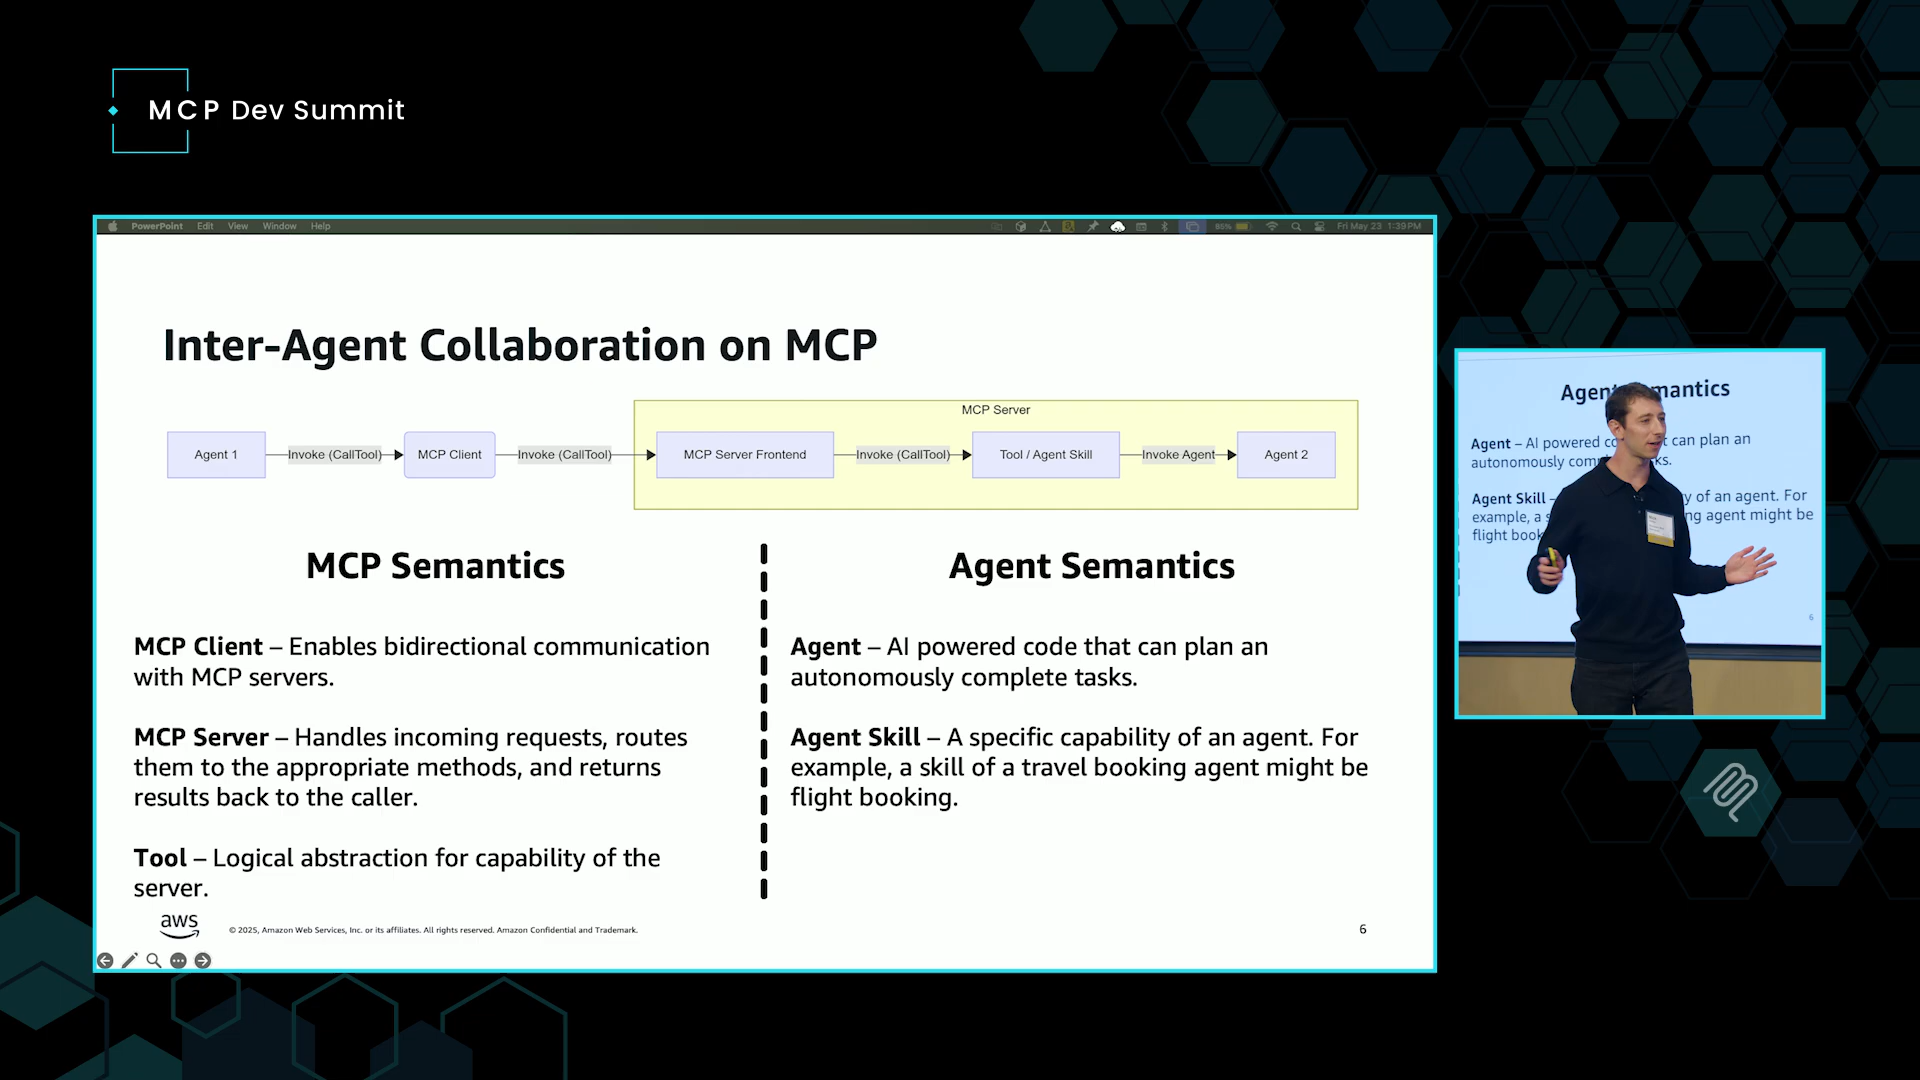 MCP Dev Summit
PowerPoint Edit View Window Help
85% Fri May 23 1:39 PM
Inter-Agent Collaboration on MCP
MCP Server
Agent 1
Invoke (CallTool)
MCP Client
Invoke (CallTool)
MCP Server Frontend
Invoke (CallTool)
Tool / Agent Skill
Invoke Agent
Agent 2
MCP Semantics
MCP Client – Enables bidirectional communication
with MCP servers.
MCP Server – Handles incoming requests, routes
them to the appropriate methods, and returns
results back to the caller.
Tool – Logical abstraction for capability of the
server.
Agent Semantics
Agent – AI powered code that can plan an
autonomously complete tasks.
Agent Skill – A specific capability of an agent. For
example, a skill of a travel booking agent might be
flight booking.
aws
© 2025, Amazon Web Services, Inc. or its affiliates. All rights reserved. Amazon Confidential and Trademark.
6
Agent Semantics
Agent – AI powered co t can plan an
autonomously com ks.
Agent Skill – y of an agent. For
example, a s ng agent might be
flight book
6